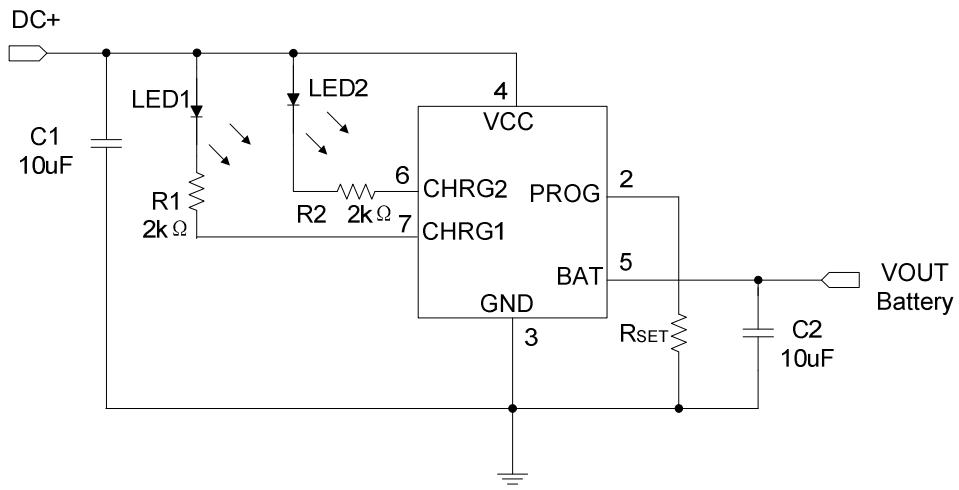 DC+
LED1
LED2
4
VCC
C1
10uF
6
CHRG2
2
PROG
R1
2kΩ
R2
2kΩ
7
CHRG1
5
BAT
VOUT
Battery
GND
3
RSET
C2
10uF